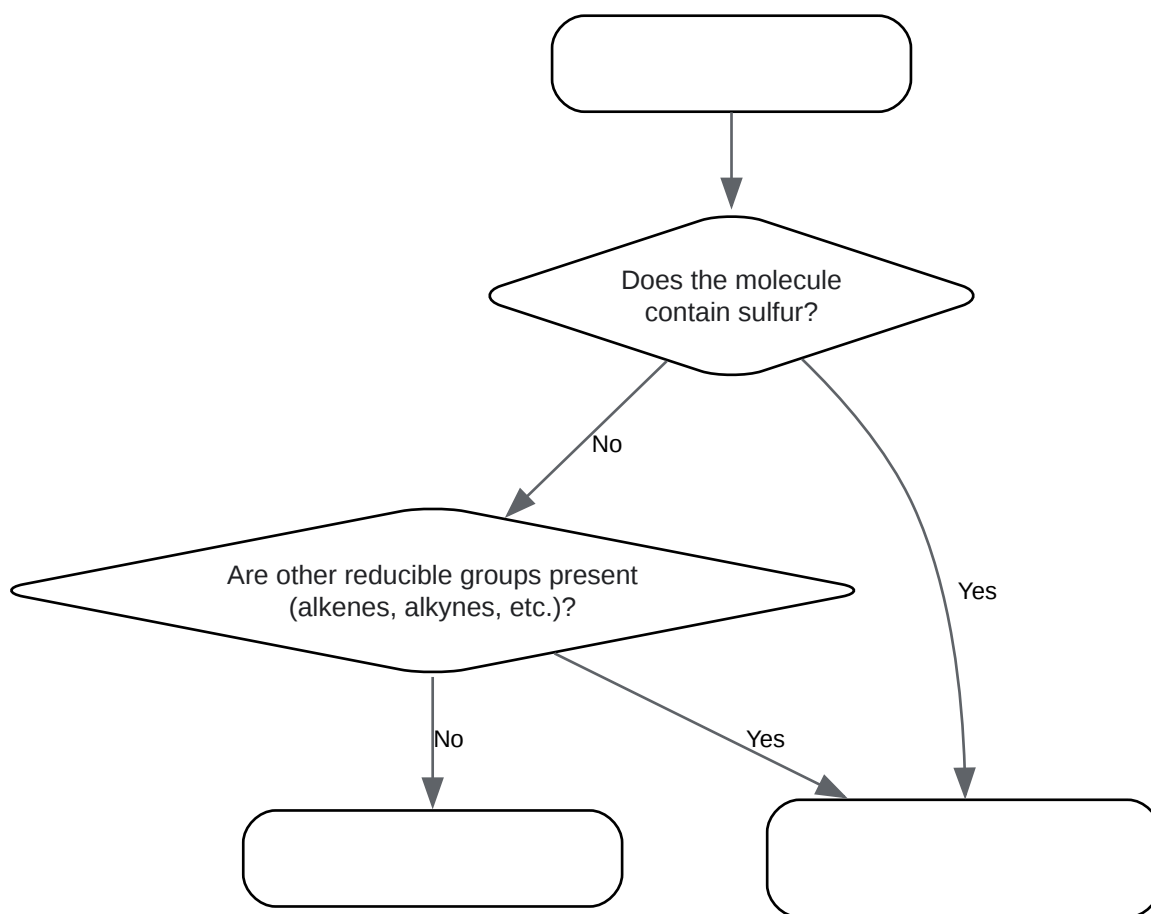 Does the molecule
contain sulfur?
No
Are other reducible groups present
(alkenes, alkynes, etc.)?
Yes
No
Yes